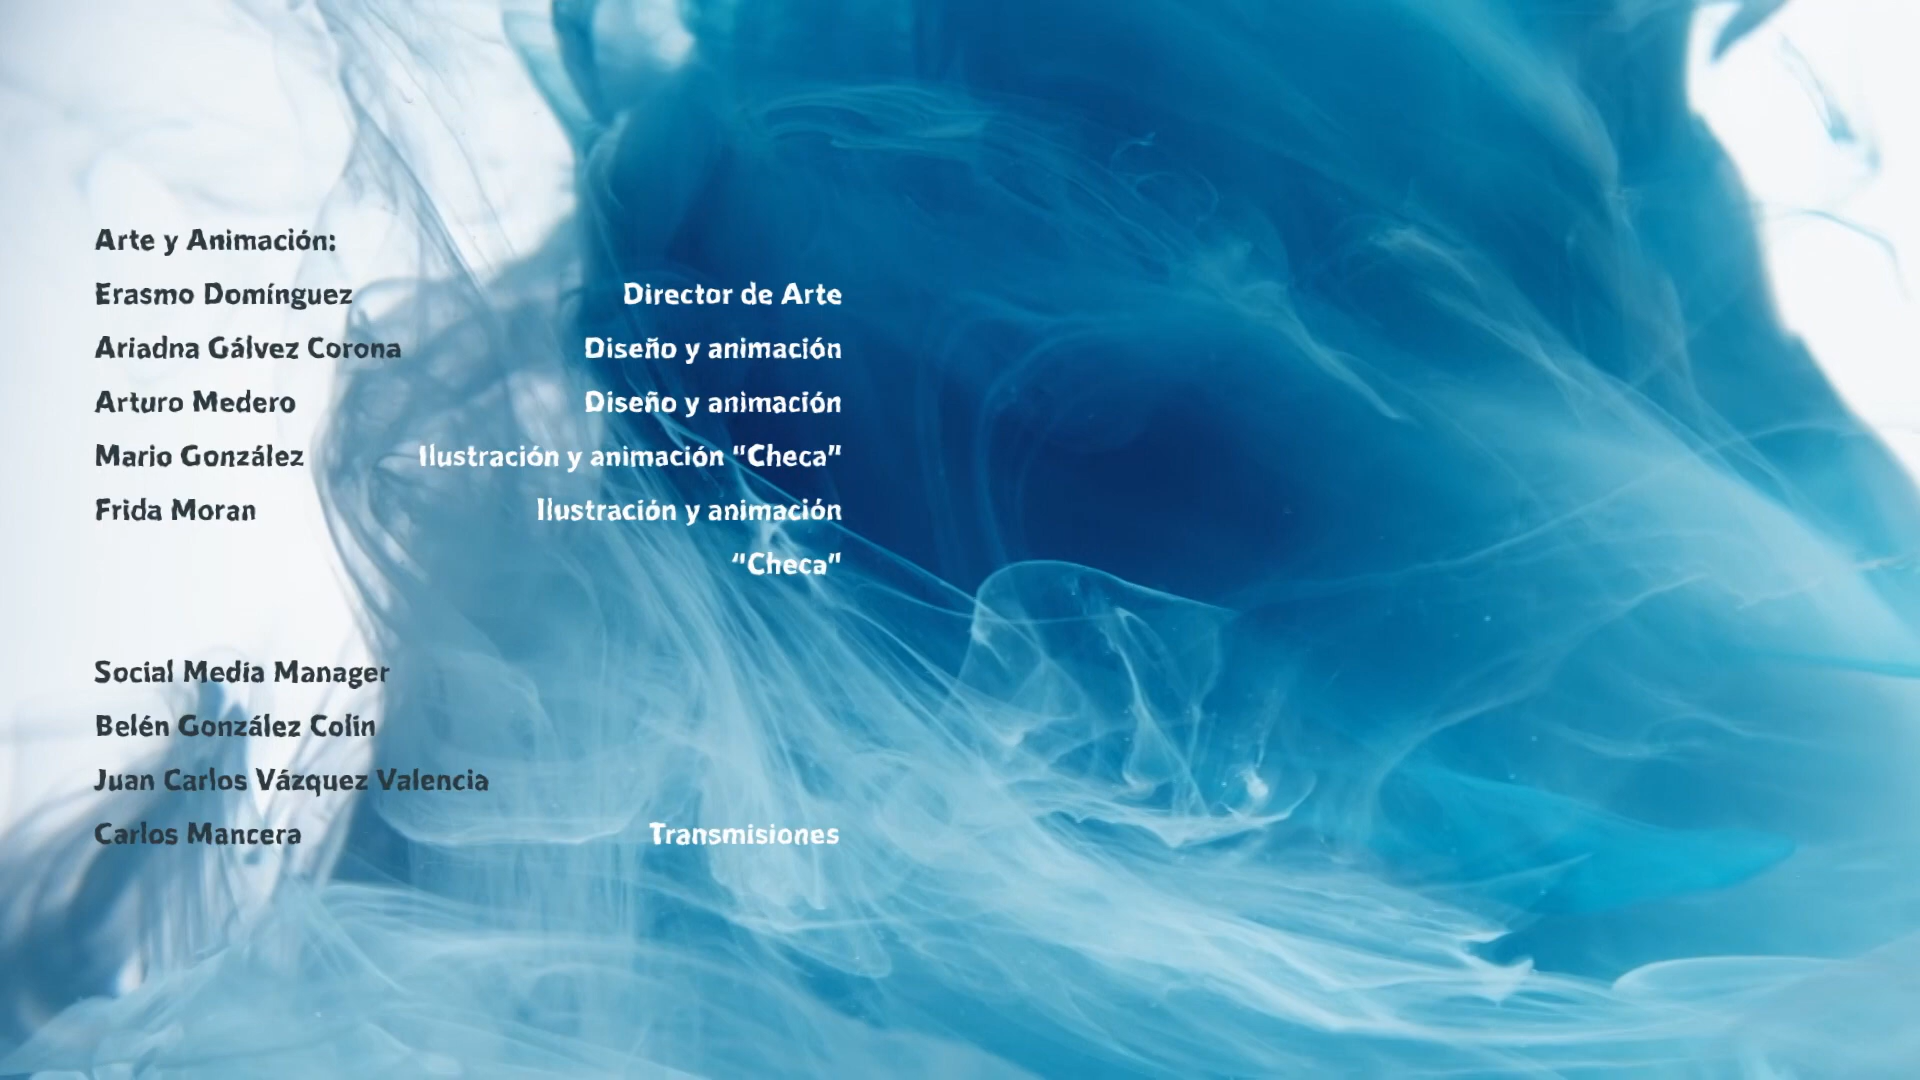 Arte y Animación:
Erasmo Domínguez Director de Arte
Ariadna Gálvez Corona Diseño y animación
Arturo Medero Diseño y animación
Mario González Ilustración y animación “Checa”
Frida Moran Ilustración y animación
“Checa”
Social Media Manager
Belén González Colín
Juan Carlos Vázquez Valencia
Carlos Mancera Transmisiones